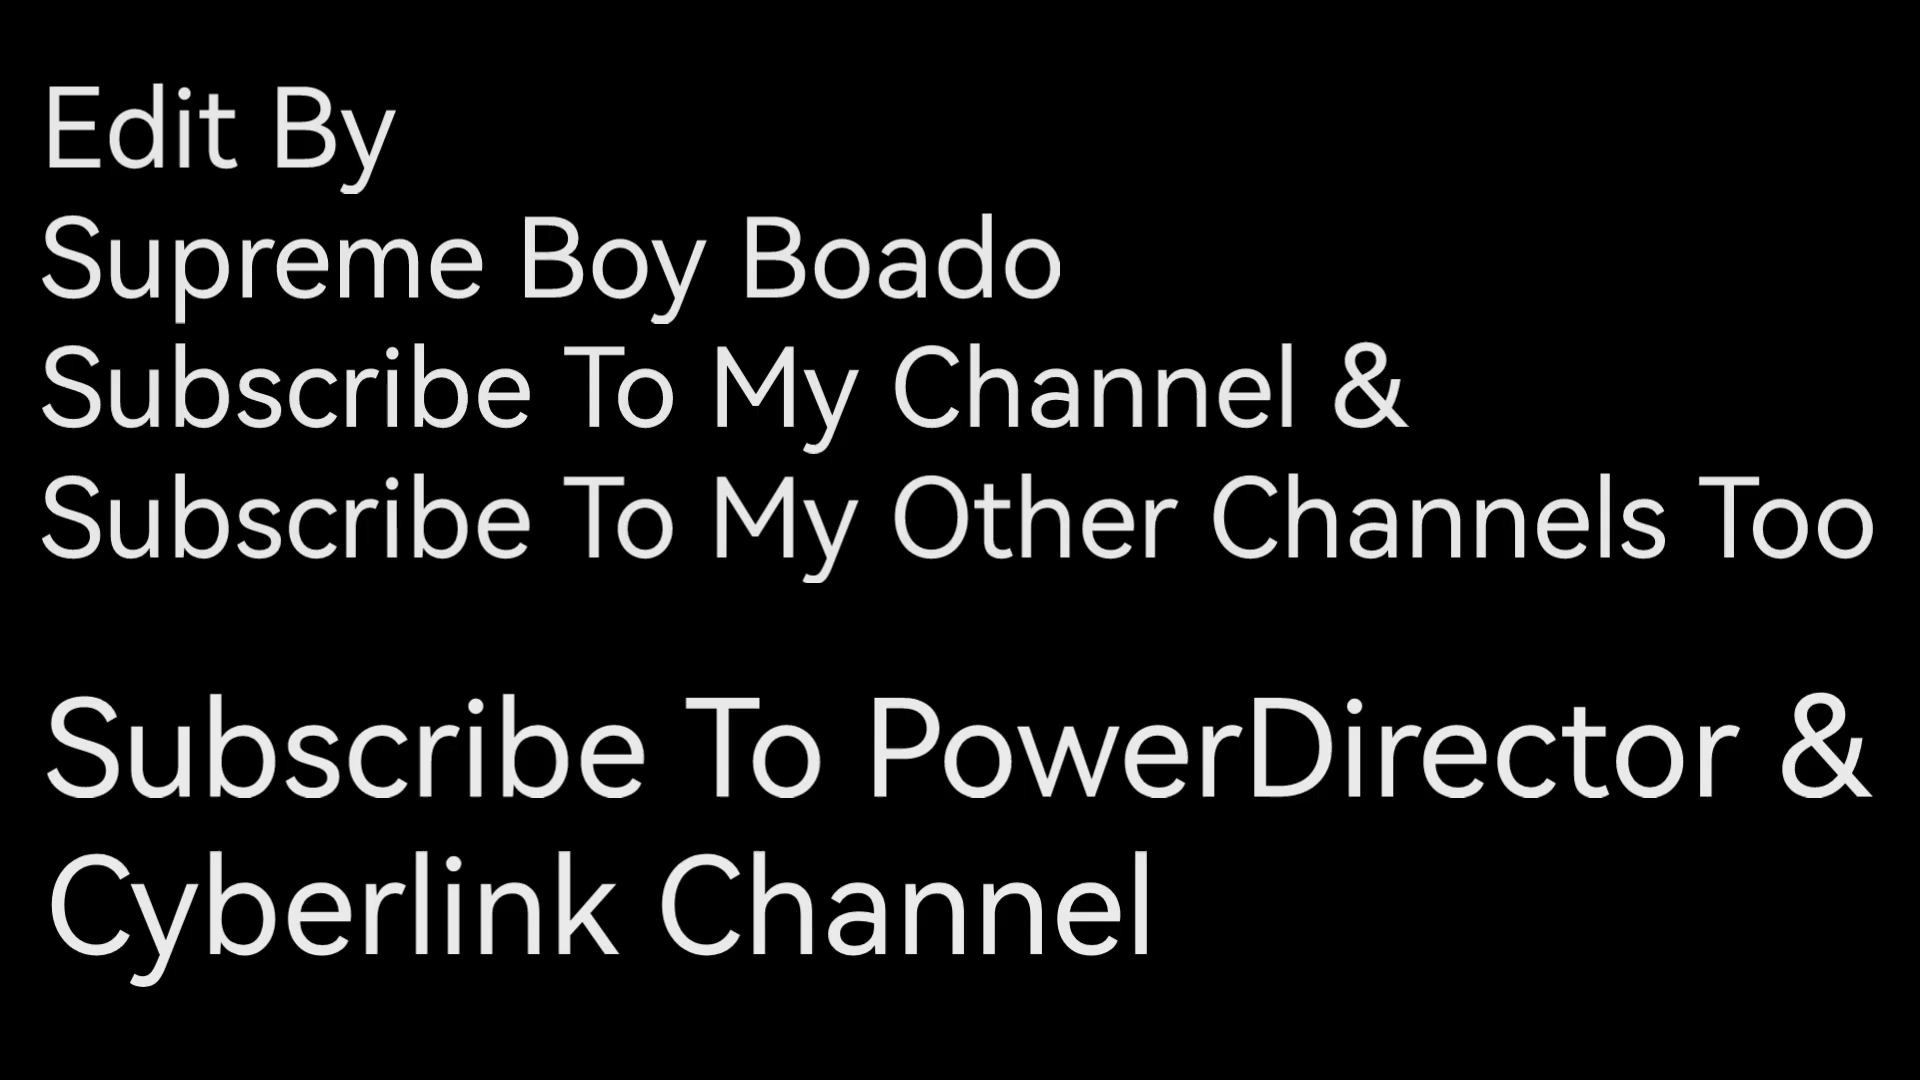 Edit By
Supreme Boy Boado
Subscribe To My Channel &
Subscribe To My Other Channels Too
Subscribe To PowerDirector &
Cyberlink Channel